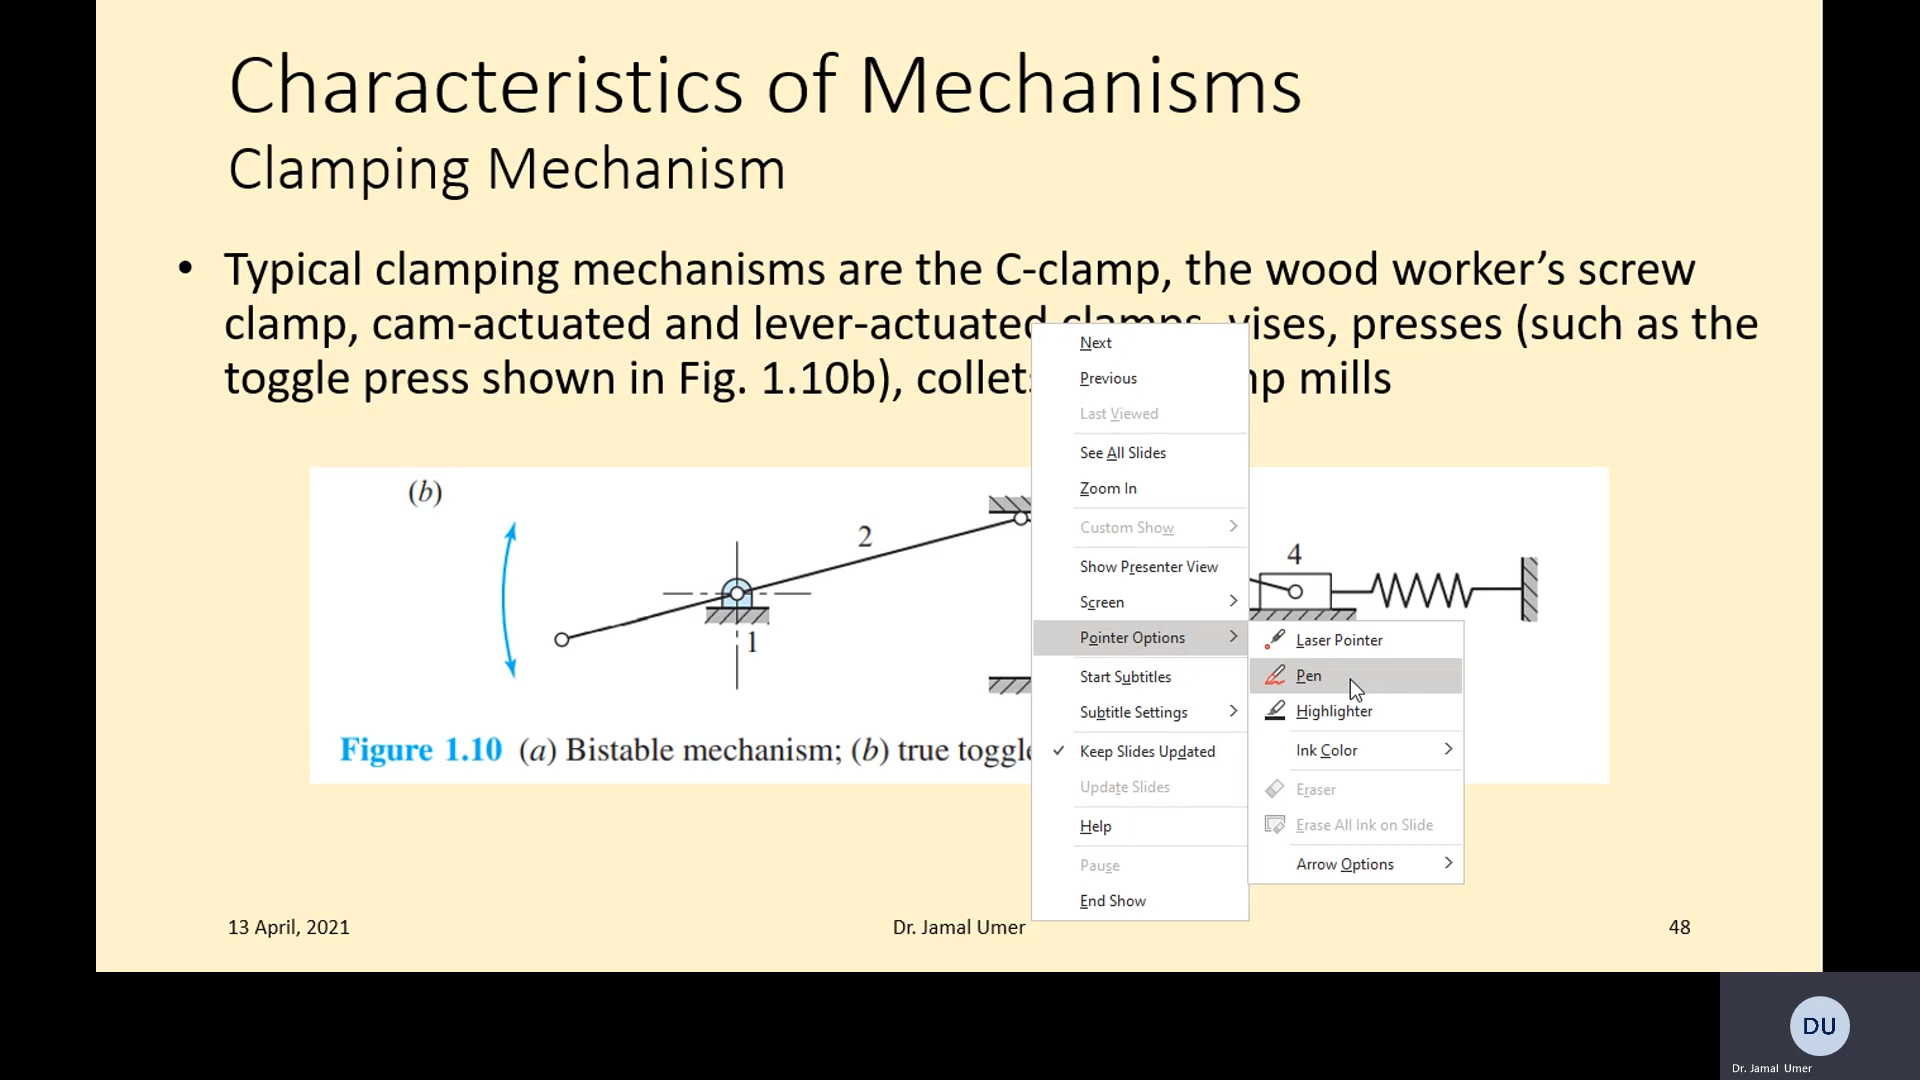 Characteristics of Mechanisms
Clamping Mechanism
• Typical clamping mechanisms are the C-clamp, the wood worker’s screw
clamp, cam-actuated and lever-actuated clamps, vises, presses (such as the
toggle press shown in Fig. 1.10b), collets mills
(b)
2
1
4
Figure 1.10 (a) Bistable mechanism; (b) true toggle
Next
Previous
Last Viewed
See All Slides
Zoom In
Custom Show
Show Presenter View
Screen
Pointer Options
Start Subtitles
Subtitle Settings
Keep Slides Updated
Update Slides
Help
Pause
End Show
Laser Pointer
Pen
Highlighter
Ink Color
Eraser
Erase All Ink on Slide
Arrow Options
13 April, 2021
Dr. Jamal Umer
48
DU
Dr. Jamal Umer